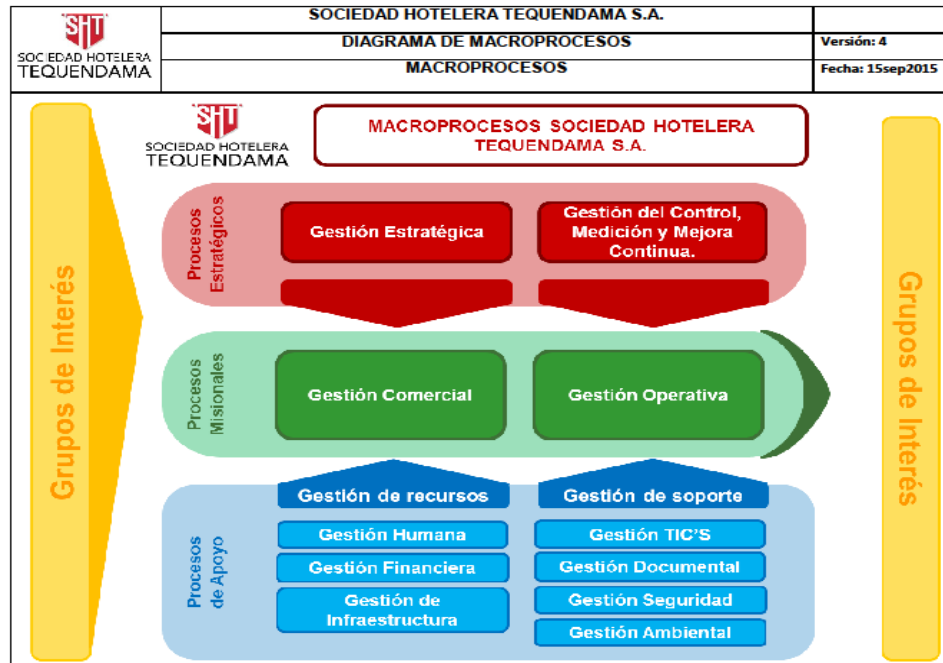 SHT
SOCIEDAD HOTELERA
TEQUENDAMA
SOCIEDAD HOTELERA TEQUENDAMA S.A.
DIAGRAMA DE MACROPROCESOS
MACROPROCESOS
Versión: 4
Fecha: 15sep2015
SHT
SOCIEDAD HOTELERA
TEQUENDAMA
MACROPROCESOS SOCIEDAD HOTELERA
TEQUENDAMA S.A.
Grupos de Interés
Procesos
Estratégicos
Gestión Estratégica
Gestión del Control,
Medición y Mejora
Continua.
Procesos
Misionales
Gestión Comercial
Gestión Operativa
Procesos
de Apoyo
Gestión de recursos
Gestión Humana
Gestión Financiera
Gestión de
Infraestructura
Gestión de soporte
Gestión TIC'S
Gestión Documental
Gestión Seguridad
Gestión Ambiental
Grupos de Interés